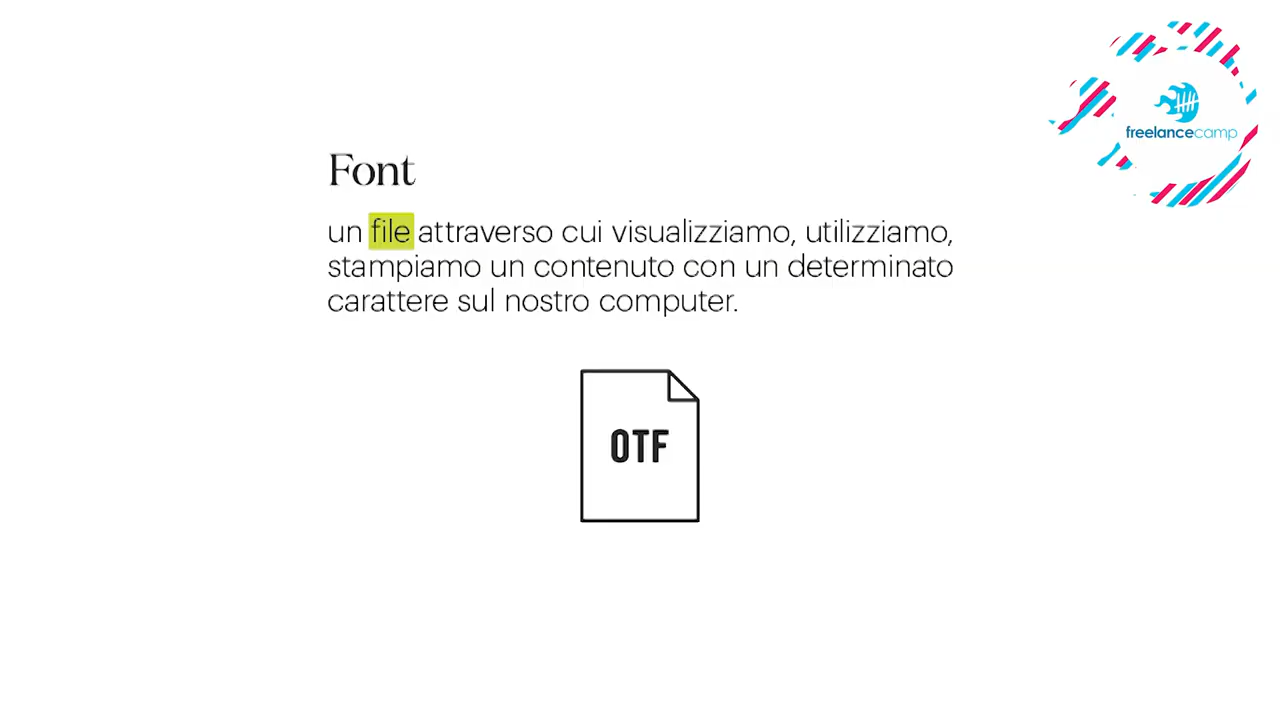 freelancecamp
Font
un file attraverso cui visualizziamo, utilizziamo,
stampiamo un contenuto con un determinato
carattere sul nostro computer.
OTF